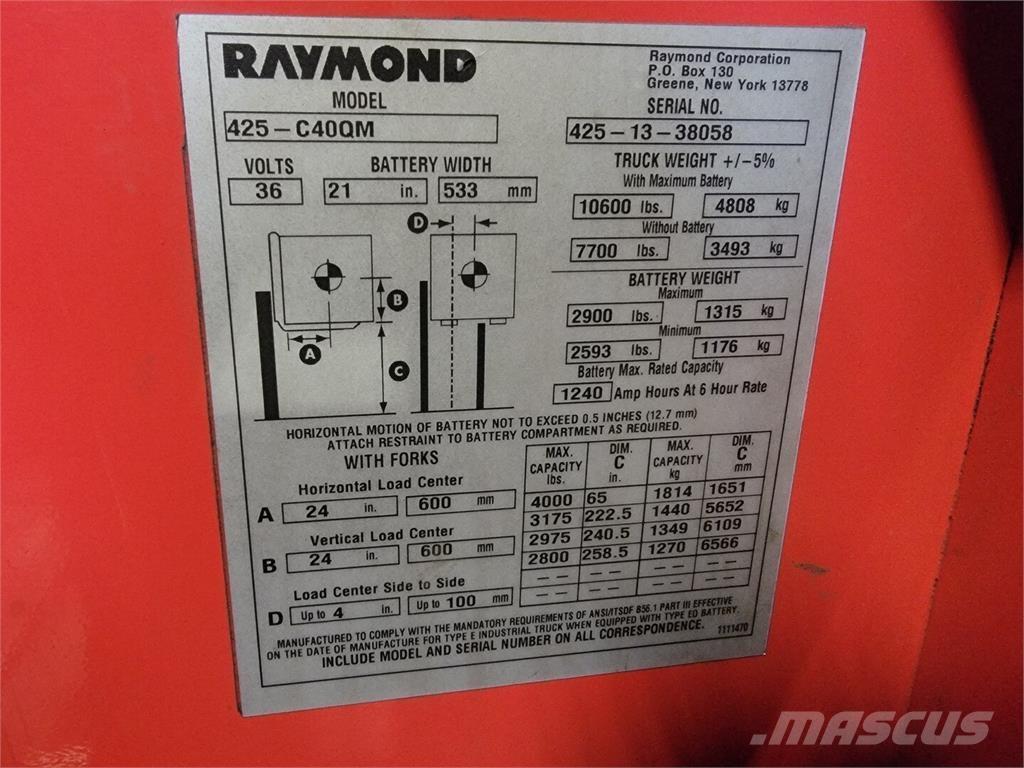 RAYMOND
Raymond Corporation
P.O. Box 130
Greene, New York 13778
MODEL
425-C40QM
SERIAL NO.
425-13-38058
VOLTS
36
BATTERY WIDTH
21 in. 533 mm
TRUCK WEIGHT +/-5%
With Maximum Battery
10600 lbs. 4808 kg
Without Battery
7700 lbs. 3493 kg
BATTERY WEIGHT
Maximum
2900 lbs. 1315 kg
Minimum
2593 lbs. 1176 kg
Battery Max. Rated Capacity
1240 Amp Hours At 6 Hour Rate
D
B
A
C
HORIZONTAL MOTION OF BATTERY NOT TO EXCEED 0.5 INCHES (12.7 mm)
ATTACH RESTRAINT TO BATTERY COMPARTMENT AS REQUIRED.
WITH FORKS
Horizontal Load Center
A 24 in. 600 mm
Vertical Load Center
B 24 in. 600 mm
Load Center Side to Side
D Up to 4 in. Up to 100 mm
MAX. CAPACITY lbs. DIM. C in. MAX. CAPACITY kg DIM. C mm
4000 65 1814 1651
3175 222.5 1440 5652
2975 240.5 1349 6109
2800 258.5 1270 6566
-- -- -- --
-- -- -- --
MANUFACTURED TO COMPLY WITH THE MANDATORY REQUIREMENTS OF ANSI/ITSDF B56.1 PART III EFFECTIVE
ON THE DATE OF MANUFACTURE FOR TYPE E INDUSTRIAL TRUCK WHEN EQUIPPED WITH TYPE EO BATTERY.
INCLUDE MODEL AND SERIAL NUMBER ON ALL CORRESPONDENCE. 1111470
MASCUS